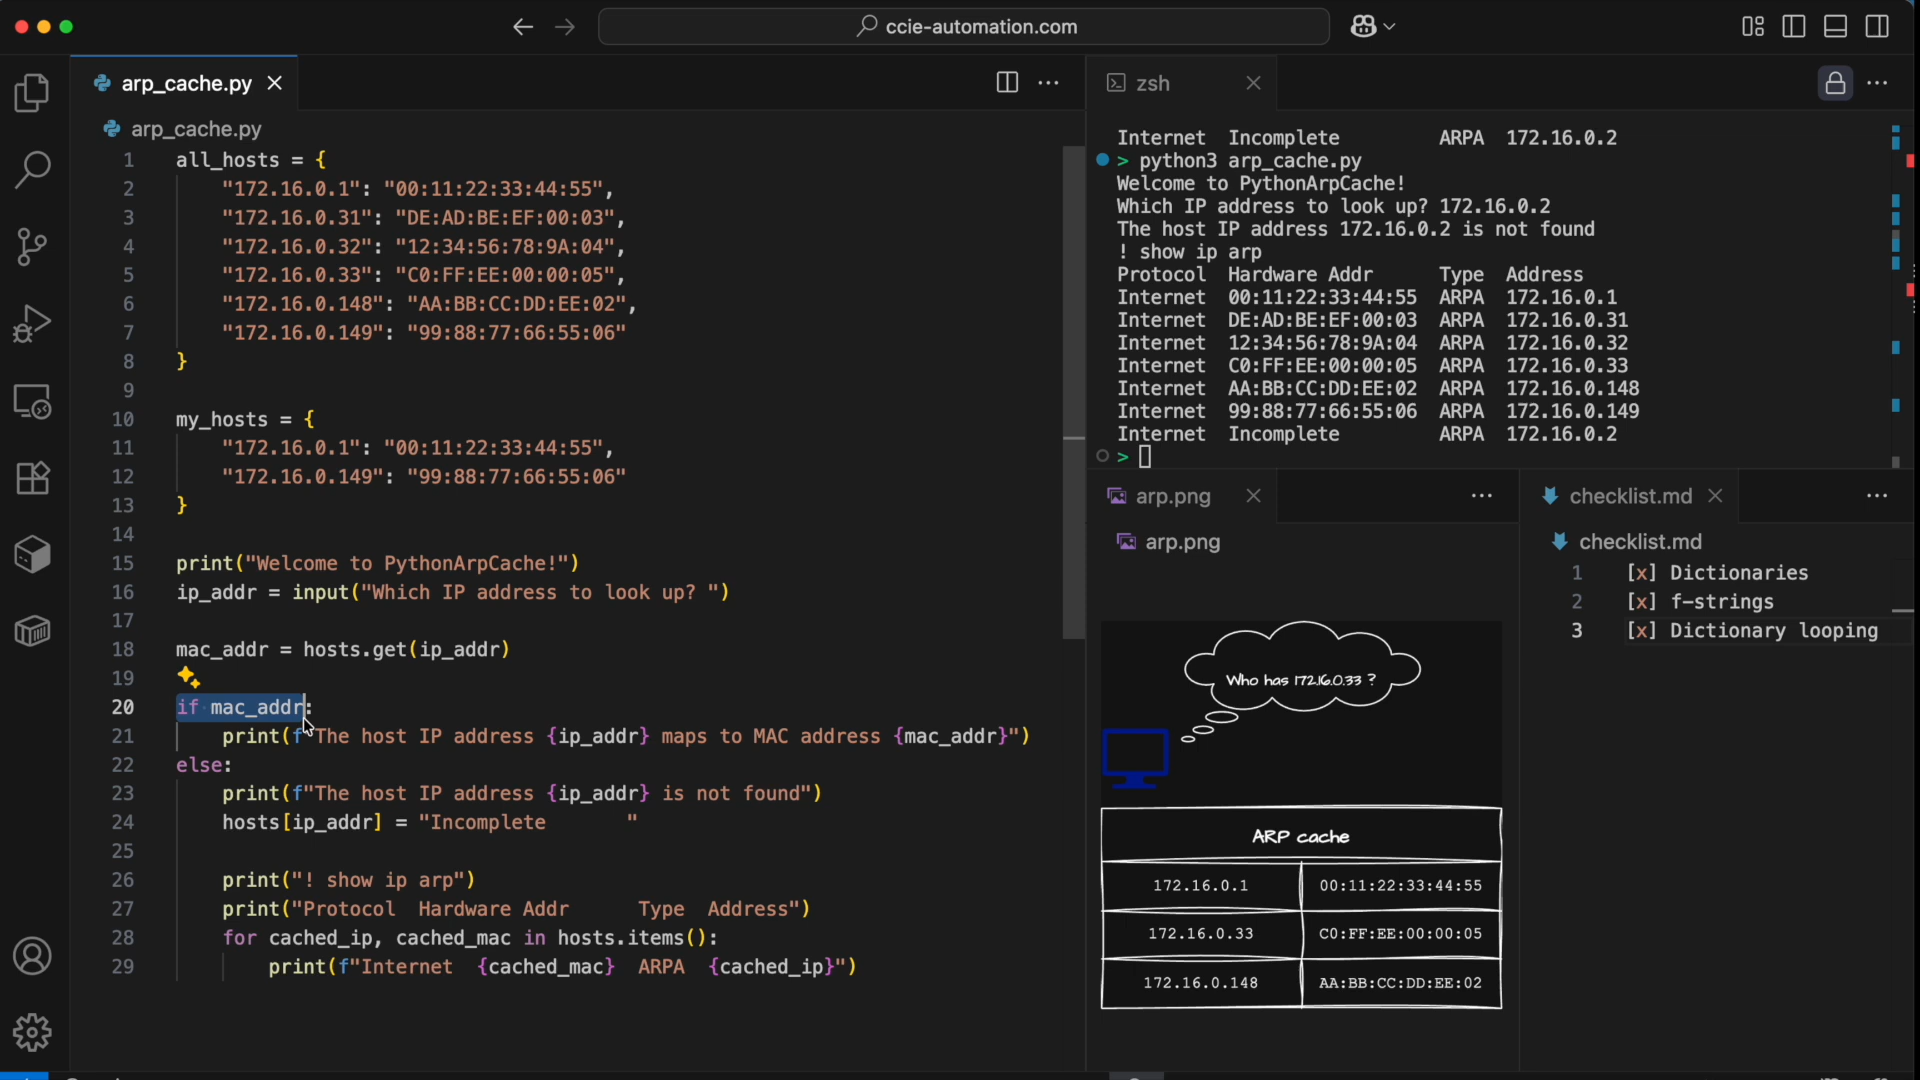 ccie-automation.com
arp_cache.py
arp_cache.py
1 all_hosts = {
2 "172.16.0.1": "00:11:22:33:44:55",
3 "172.16.0.31": "DE:AD:BE:EF:00:03",
4 "172.16.0.32": "12:34:56:78:9A:04",
5 "172.16.0.33": "C0:FF:EE:00:00:05",
6 "172.16.0.148": "AA:BB:CC:DD:EE:02",
7 "172.16.0.149": "99:88:77:66:55:06"
8 }
9
10 my_hosts = {
11 "172.16.0.1": "00:11:22:33:44:55",
12 "172.16.0.149": "99:88:77:66:55:06"
13 }
14
15 print("Welcome to PythonArpCache!")
16 ip_addr = input("Which IP address to look up? ")
17
18 mac_addr = hosts.get(ip_addr)
19
20 if mac_addr:
21 print(f"The host IP address {ip_addr} maps to MAC address {mac_addr}")
22 else:
23 print(f"The host IP address {ip_addr} is not found")
24 hosts[ip_addr] = "Incomplete       "
25
26 print("! show ip arp")
27 print("Protocol  Hardware Addr      Type  Address")
28 for cached_ip, cached_mac in hosts.items():
29 print(f"Internet  {cached_mac}  ARPA  {cached_ip}")
zsh
Internet  Incomplete         ARPA  172.16.0.2
> python3 arp_cache.py
Welcome to PythonArpCache!
Which IP address to look up? 172.16.0.2
The host IP address 172.16.0.2 is not found
! show ip arp
Protocol  Hardware Addr      Type  Address
Internet  00:11:22:33:44:55  ARPA  172.16.0.1
Internet  DE:AD:BE:EF:00:03  ARPA  172.16.0.31
Internet  12:34:56:78:9A:04  ARPA  172.16.0.32
Internet  C0:FF:EE:00:00:05  ARPA  172.16.0.33
Internet  AA:BB:CC:DD:EE:02  ARPA  172.16.0.148
Internet  99:88:77:66:55:06  ARPA  172.16.0.149
Internet  Incomplete         ARPA  172.16.0.2
>
arp.png
arp.png
Who has 172.16.0.33 ?
ARP cache
172.16.0.1 00:11:22:33:44:55
172.16.0.33 C0:FF:EE:00:00:05
172.16.0.148 AA:BB:CC:DD:EE:02
checklist.md
checklist.md
1 [x] Dictionaries
2 [x] f-strings
3 [x] Dictionary looping